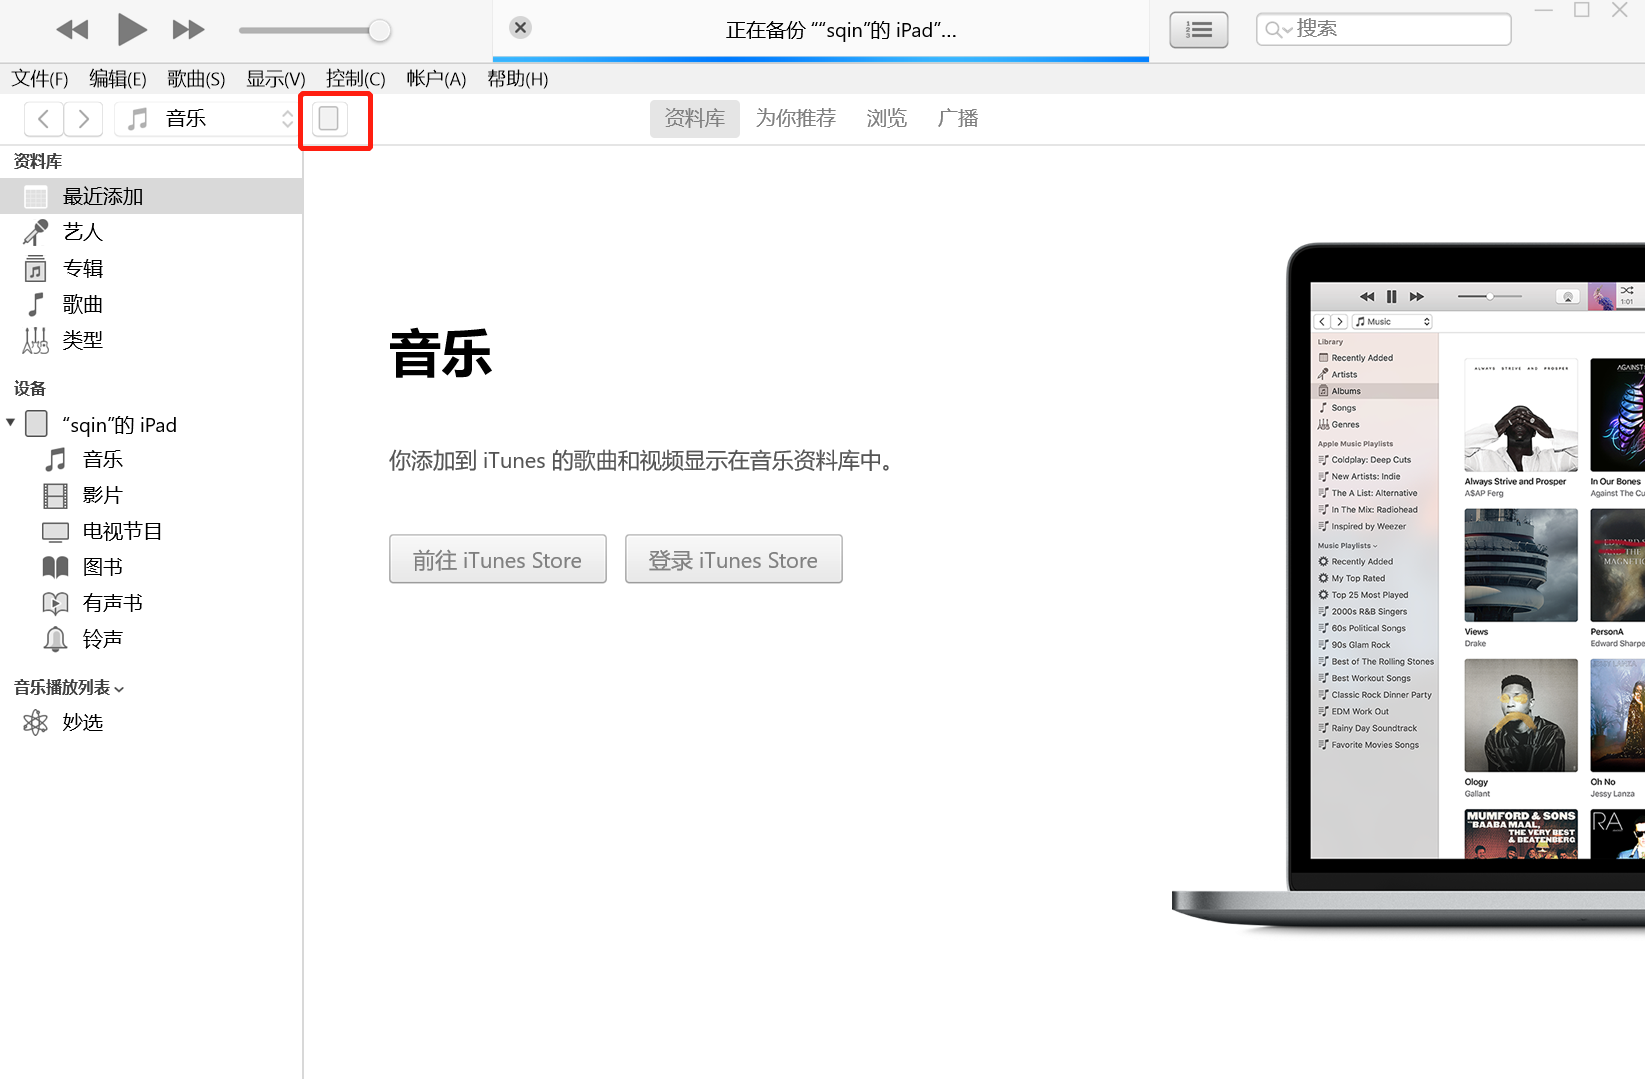 正在备份 ““sqin”的 iPad”...
搜索
文件(F) 编辑(E) 歌曲(S) 显示(V) 控制(C) 帐户(A) 帮助(H)
音乐
资料库 为你推荐 浏览 广播
资料库
最近添加
艺人
专辑
歌曲
类型
设备
“sqin”的 iPad
音乐
影片
电视节目
图书
有声书
铃声
音乐播放列表
妙选
音乐
你添加到 iTunes 的歌曲和视频显示在音乐资料库中。
前往 iTunes Store
登录 iTunes Store
1:01
Music
Library
Recently Added
Artists
Albums
Songs
Genres
Apple Music Playlists
Coldplay: Deep Cuts
New Artists: Indie
The A List: Alternative
In The Mix: Radiohead
Inspired by Weezer
Music Playlists
Recently Added
My Top Rated
Top 25 Most Played
2000s R&B Singers
60s Political Songs
90s Glam Rock
Best of The Rolling Stones
Best Workout Songs
Classic Rock Dinner Party
EDM Work Out
Rainy Day Soundtrack
Favorite Movies Songs
ALWAYS STRIVE AND PROSPER
AGAINST
Always Strive and Prosper
A$AP Ferg
In Our Bones
Against The Cu
Views
Drake
PersonA
Edward Sharpe
Ology
Gallant
Oh No
Jessy Lanza
MUMFORD & SONS
BAABA MAAL,
THE VERY BEST
& BEATENBERG
RA